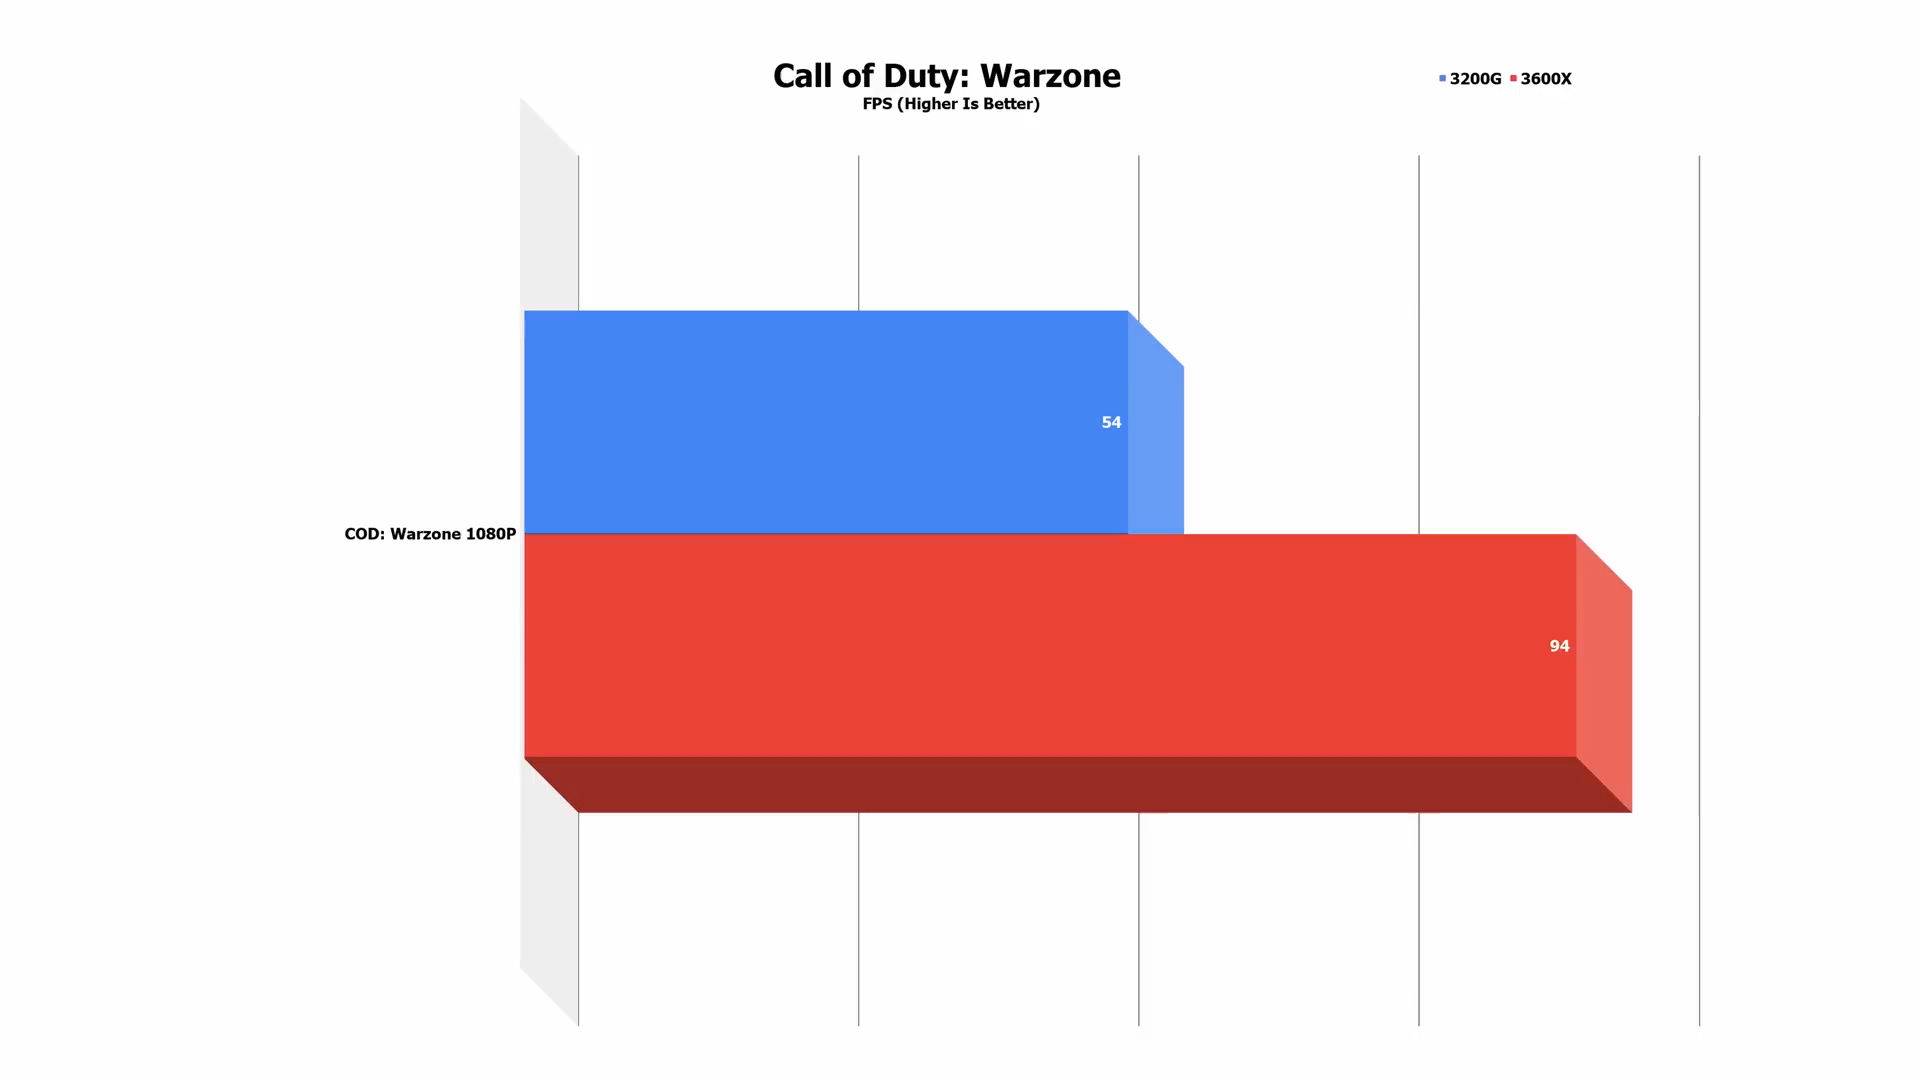 Call of Duty: Warzone
FPS (Higher Is Better)
3200G 3600X
54
COD: Warzone 1080P
94